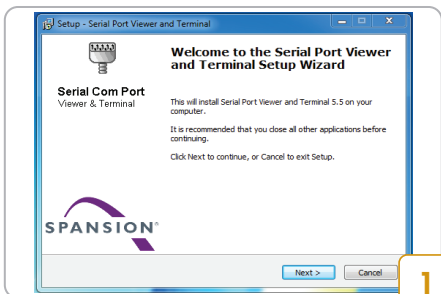 Setup - Serial Port Viewer and Terminal
Welcome to the Serial Port Viewer
and Terminal Setup Wizard
Serial Com Port
Viewer & Terminal
This will install Serial Port Viewer and Terminal 5.5 on your
computer.
It is recommended that you close all other applications before
continuing.
Click Next to continue, or Cancel to exit Setup.
SPANSION®
Next >
Cancel
1